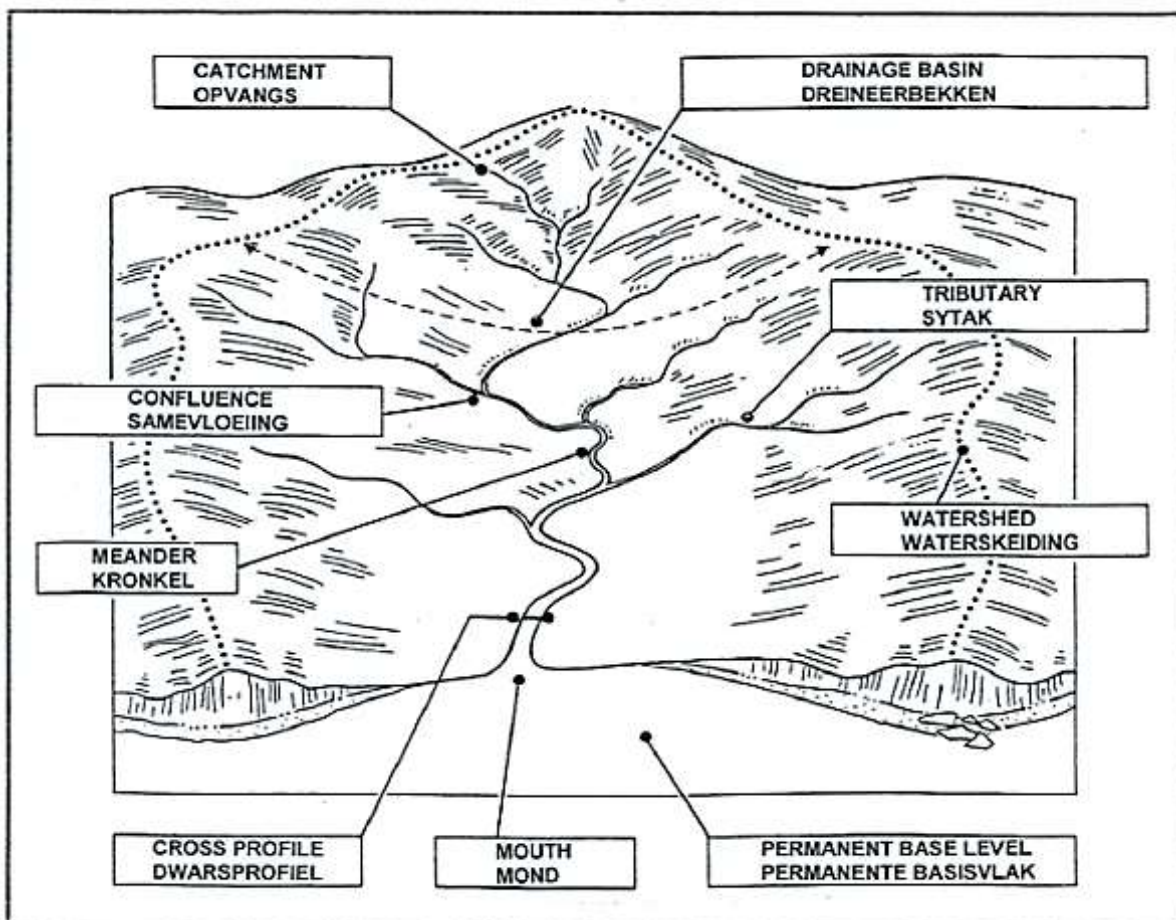 CATCHMENT
OPVANGS
DRAINAGE BASIN
DREINEERBEKKEN
TRIBUTARY
SYTAK
CONFLUENCE
SAMEVLOEIING
WATERSHED
WATERSKEIDING
MEANDER
KRONKEL
CROSS PROFILE
DWARSPROFIEL
MOUTH
MOND
PERMANENT BASE LEVEL
PERMANENTE BASISVLAK